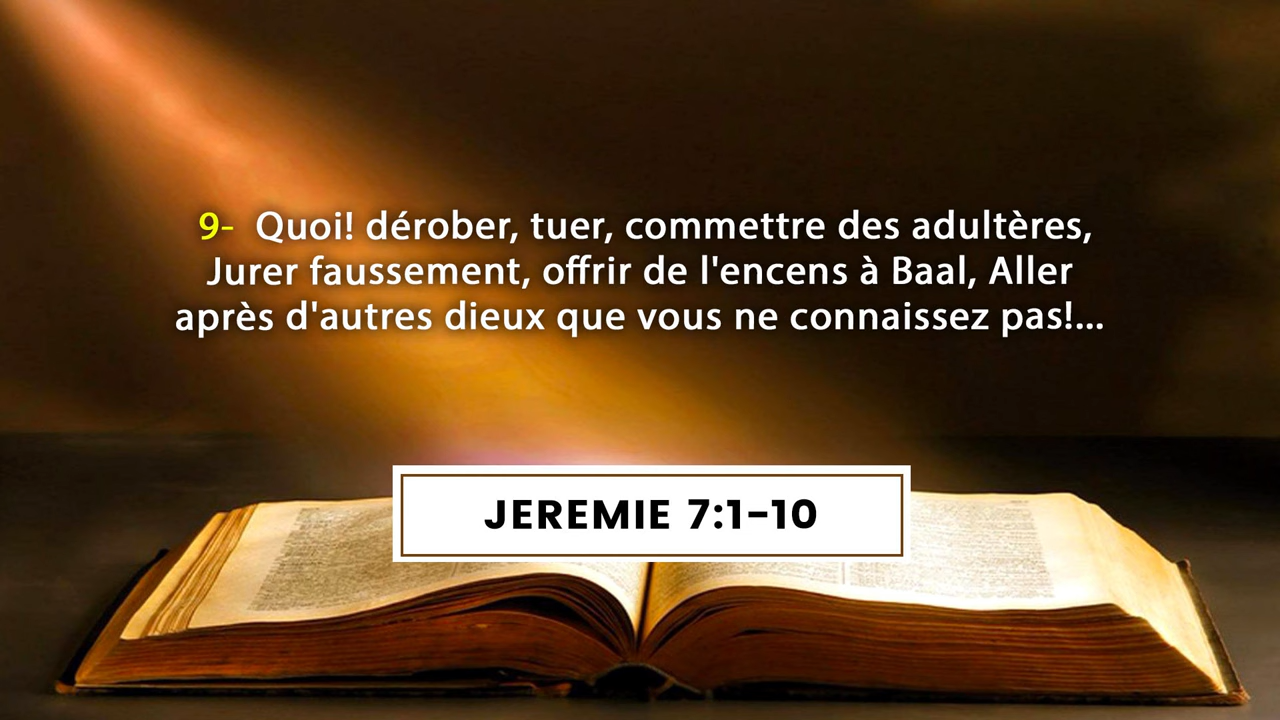 9- Quoi! dérober, tuer, commettre des adultères,
Jurer faussement, offrir de l'encens à Baal, Aller
après d'autres dieux que vous ne connaissez pas!...
JEREMIE 7:1-10